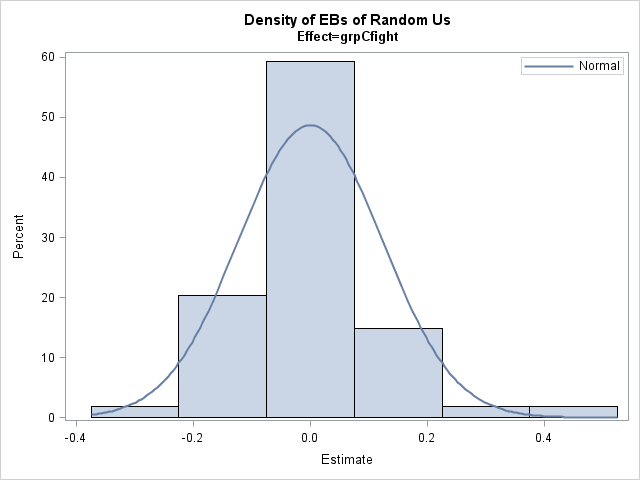 Density of EBs of Random Us
Effect=grpCfight
Normal
60
50
40
30
20
10
0
Percent
-0.4
-0.2
0.0
0.2
0.4
Estimate